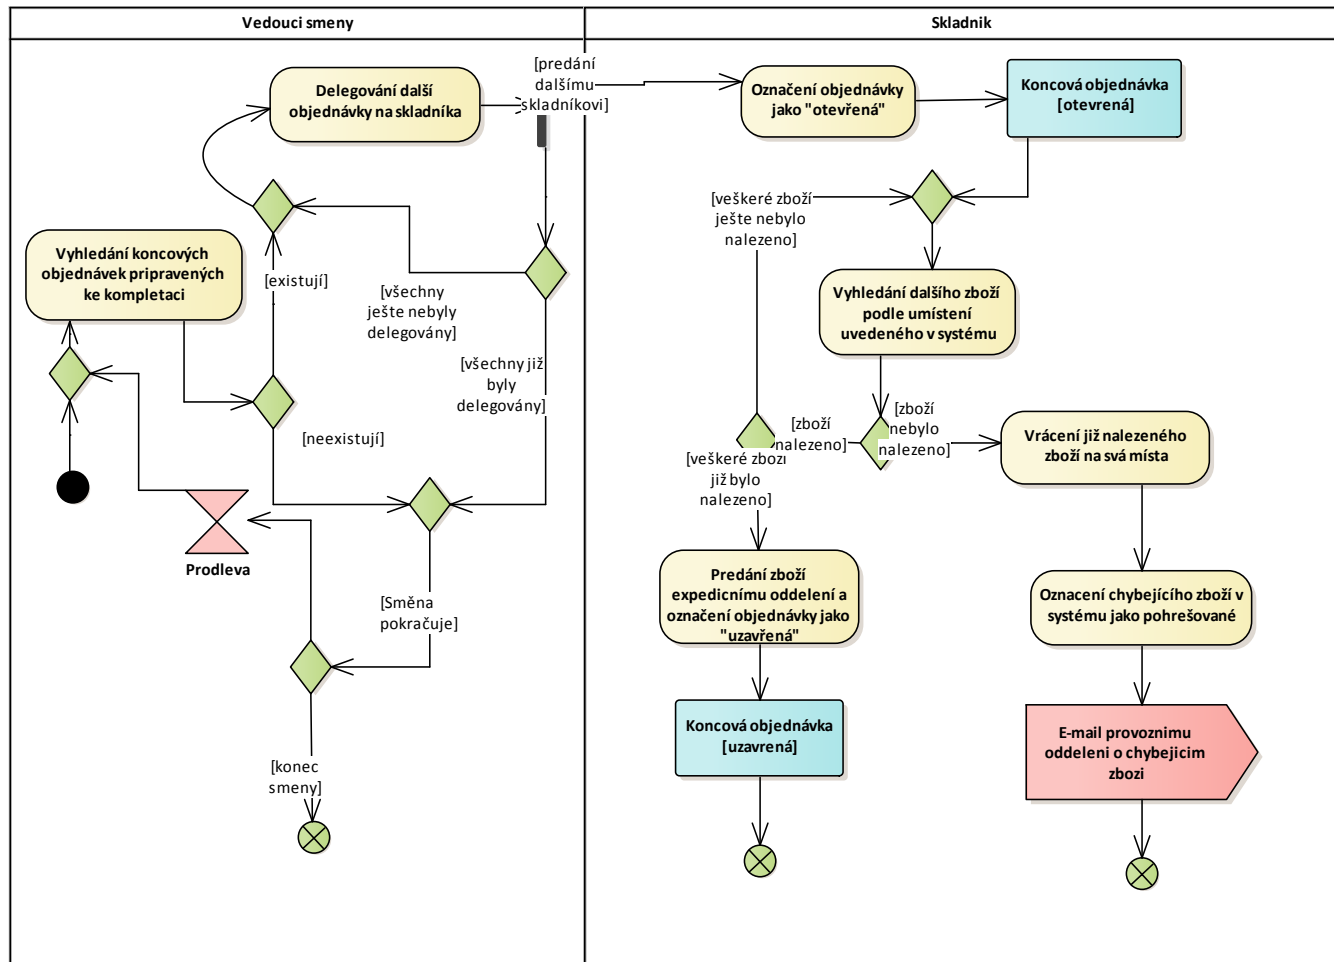 Vedouci smeny
Skladnik
Delegování další
objednávky na skladníka
[predání
dalšímu
skladníkovi]
Označení objednávky
jako "otevřená"
Koncová objednávka
[otevrená]
[veškeré zboží
ješte nebylo
nalezeno]
Vyhledání koncových
objednávek pripravených
ke kompletaci
[existují]
[všechny
ješte nebyly
delegovány]
Vyhledání dalšího zboží
podle umístení
uvedeného v systému
[všechny již
byly
delegovány]
[neexistují]
[zboží
nalezeno]
[zboží
nebylo
nalezeno]
Vrácení již nalezeného
zboží na svá místa
[veškeré zboží
již bylo
nalezeno]
Prodleva
Predání zboží
expedicnímu oddelení a
označení objednávky jako
"uzavřená"
Oznacení chybejícího zboží v
systému jako pohrešované
[Směna
pokračuje]
Koncová objednávka
[uzavrená]
E-mail provoznimu
oddeleni o chybejicim
zbozi
[konec
smeny]